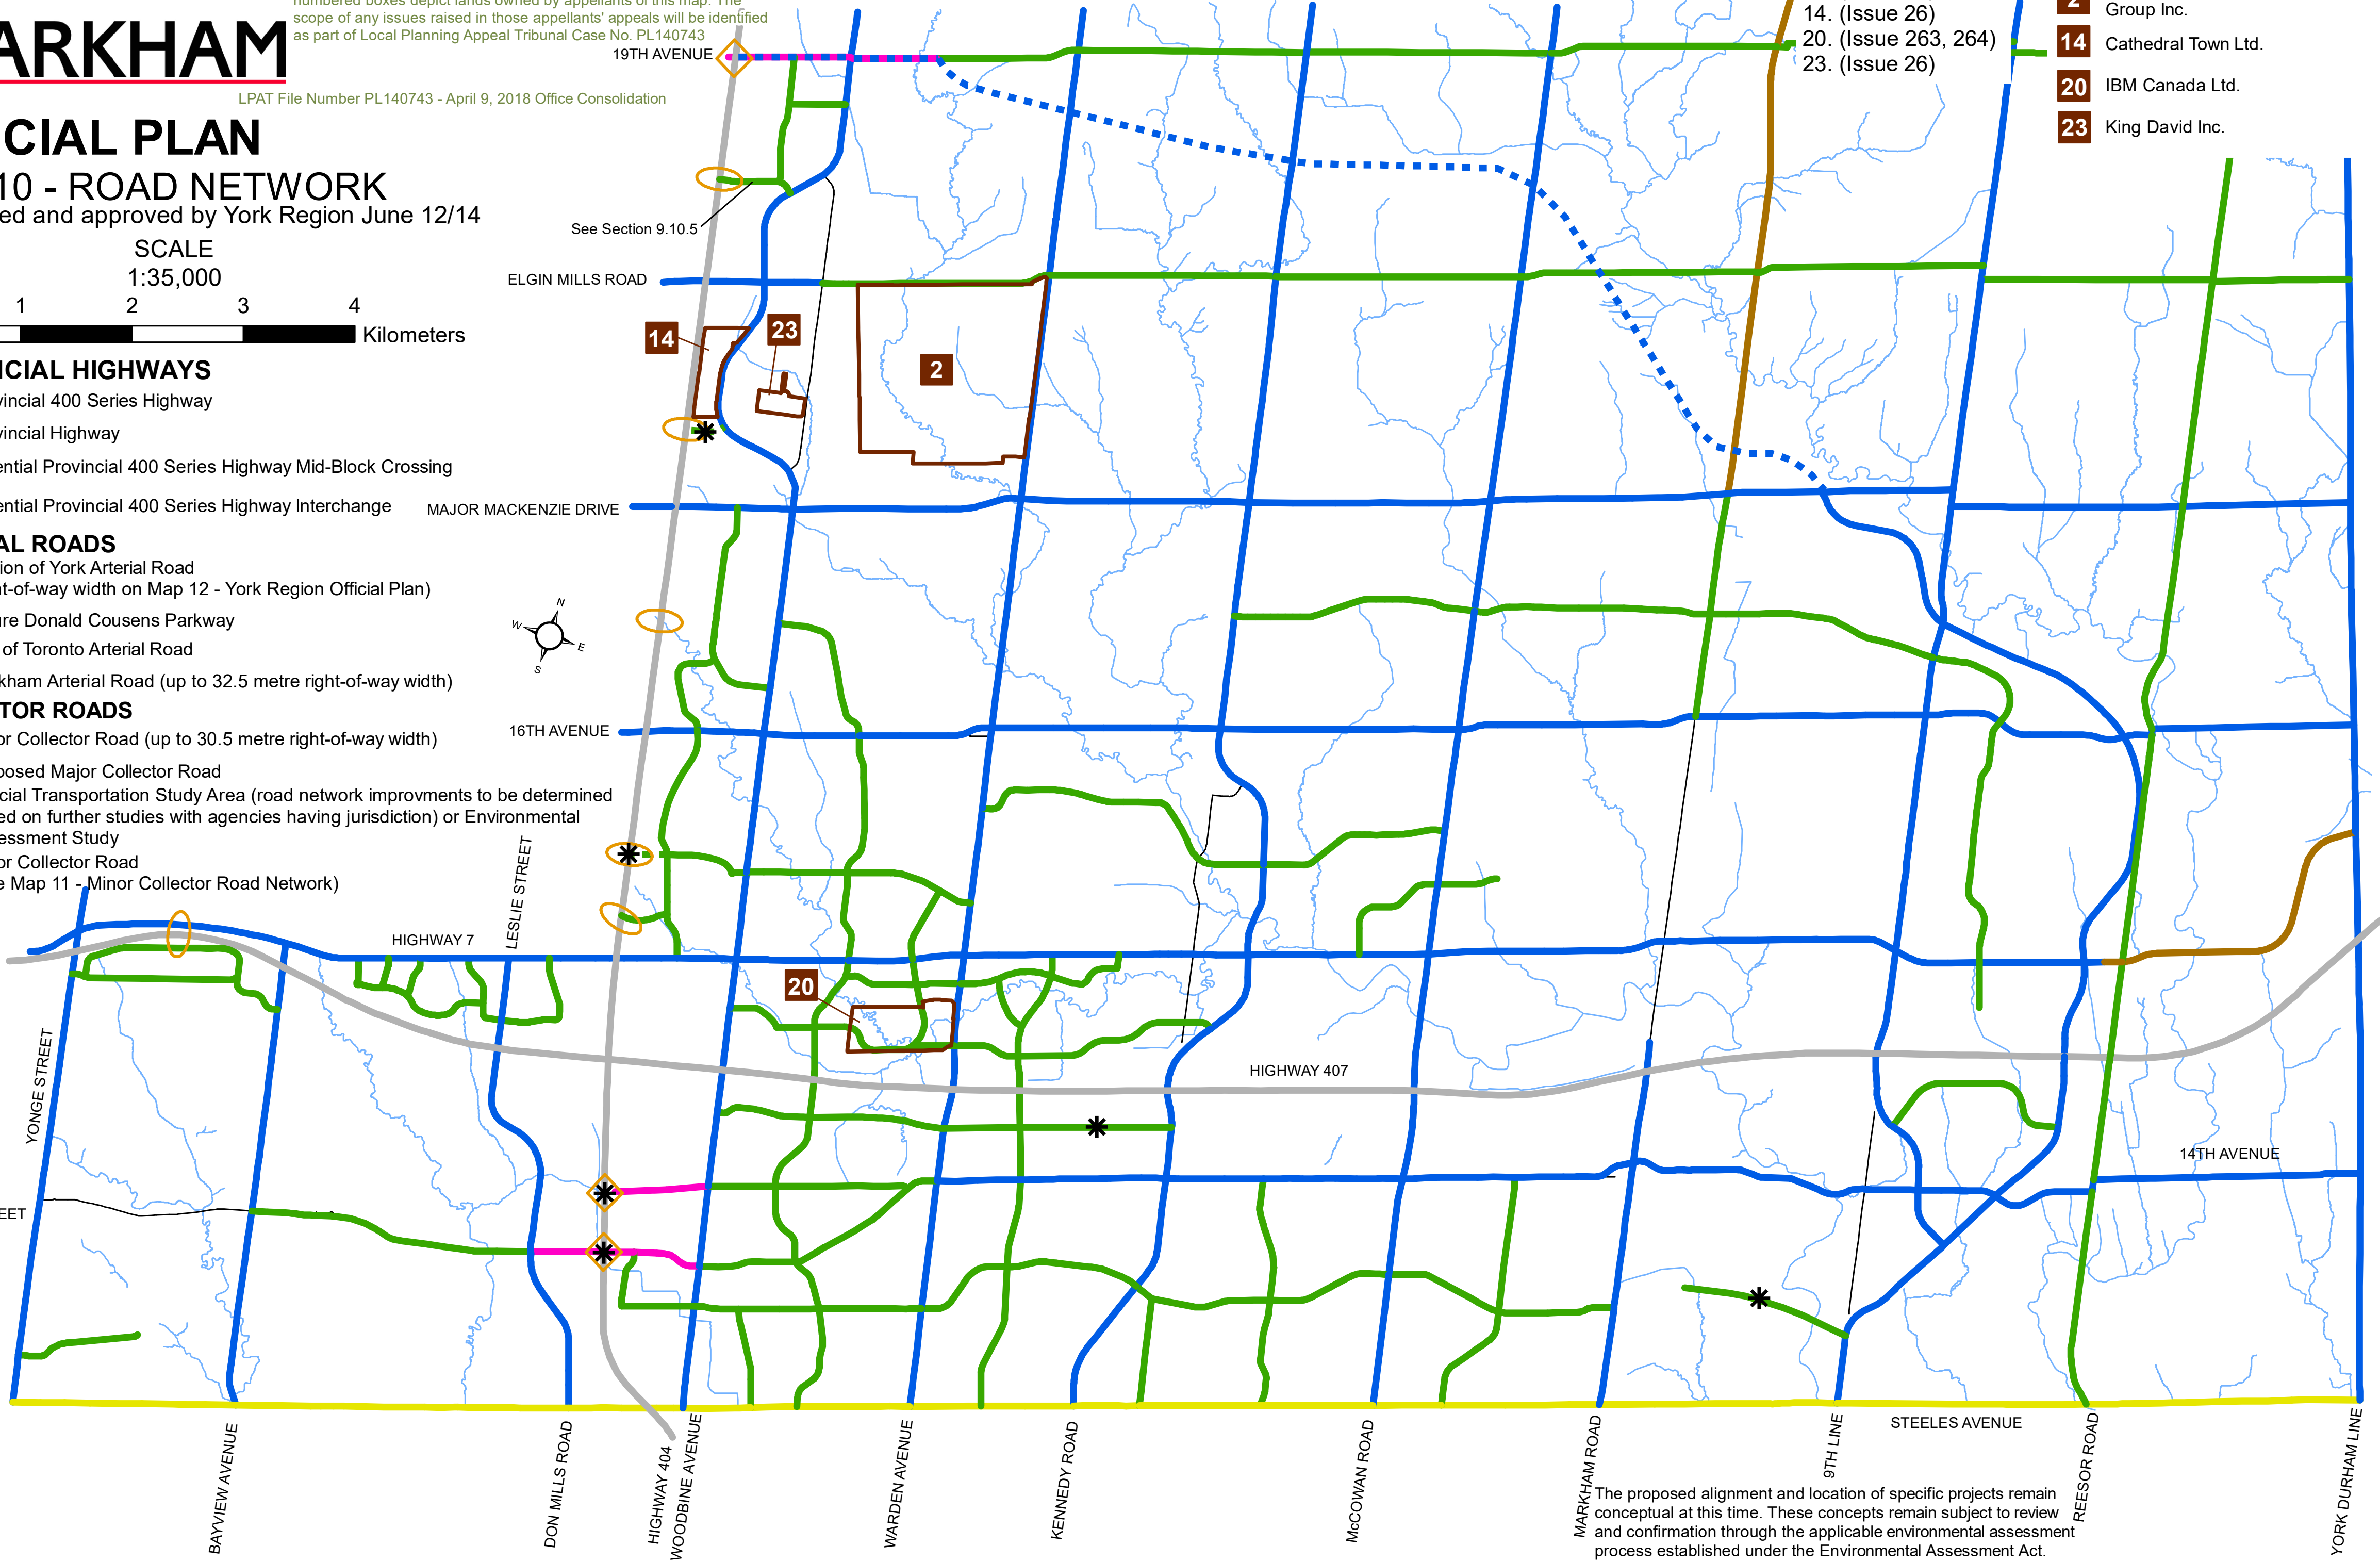 numbered boxes depict lands owned by appellants of this map. The
scope of any issues raised in those appellants' appeals will be identified
as part of Local Planning Appeal Tribunal Case No. PL140743
ARKHAM
LPAT File Number PL140743 - April 9, 2018 Office Consolidation
CIAL PLAN
10 - ROAD NETWORK
ed and approved by York Region June 12/14
SCALE
1:35,000
1 2 3 4
Kilometers
ICIAL HIGHWAYS
vincial 400 Series Highway
vincial Highway
ential Provincial 400 Series Highway Mid-Block Crossing
ential Provincial 400 Series Highway Interchange
AL ROADS
ion of York Arterial Road
nt-of-way width on Map 12 - York Region Official Plan)
ure Donald Cousens Parkway
of Toronto Arterial Road
kham Arterial Road (up to 32.5 metre right-of-way width)
TOR ROADS
or Collector Road (up to 30.5 metre right-of-way width)
posed Major Collector Road
cial Transportation Study Area (road network improvments to be determined
ed on further studies with agencies having jurisdiction) or Environmental
essment Study
or Collector Road
e Map 11 - Minor Collector Road Network)
14. (Issue 26)
20. (Issue 263, 264)
23. (Issue 26)
2
Group Inc.
14 Cathedral Town Ltd.
20 IBM Canada Ltd.
23 King David Inc.
19TH AVENUE
See Section 9.10.5
ELGIN MILLS ROAD
14
23
2
MAJOR MACKENZIE DRIVE
N
W
E
S
16TH AVENUE
LESLIE STREET
HIGHWAY 7
20
YONGE STREET
HIGHWAY 407
14TH AVENUE
EET
STEELES AVENUE
BAYVIEW AVENUE
DON MILLS ROAD
HIGHWAY 404
WOODBINE AVENUE
WARDEN AVENUE
KENNEDY ROAD
McCOWAN ROAD
MARKHAM ROAD
9TH LINE
REESOR ROAD
YORK DURHAM LINE
The proposed alignment and location of specific projects remain
conceptual at this time. These concepts remain subject to review
and confirmation through the applicable environmental assessment
process established under the Environmental Assessment Act.